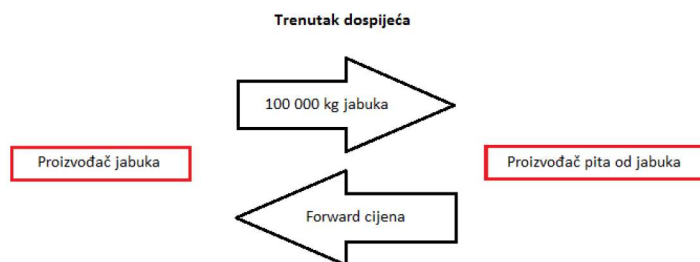 Trenutak dospijeća
100 000 kg jabuka
Proizvođač jabuka
Proizvođač pita od jabuka
Forward cijena